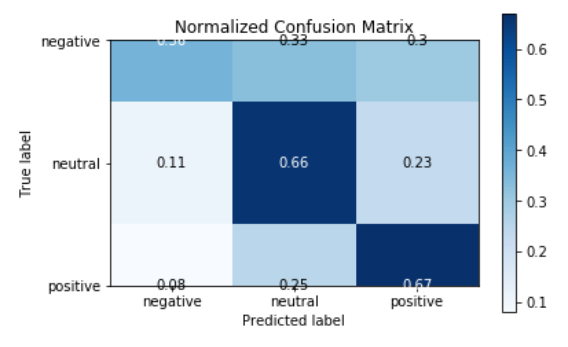 Normalized Confusion Matrix
negative 0.36 0.33 0.3
neutral 0.11 0.66 0.23
positive 0.08 0.25 0.67
negative neutral positive
Predicted label
True label
0.6
0.5
0.4
0.3
0.2
0.1